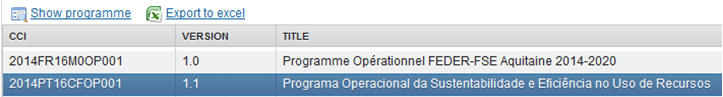 Show programme Export to excel
CCI VERSION TITLE
2014FR16M0OP001 1.0 Programme Opérationnel FEDER-FSE Aquitaine 2014-2020
2014PT16CFOP001 1.1 Programa Operacional da Sustentabilidade e Eficiência no Uso de Recursos